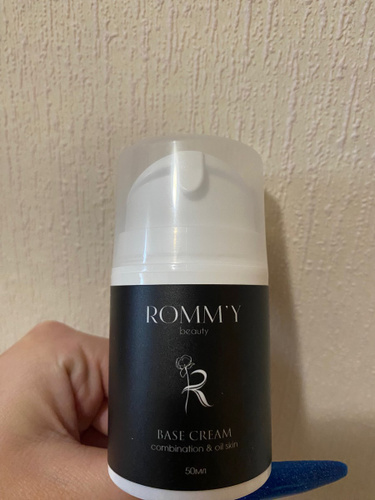 ROMM'Y
beauty
R
BASE CREAM
combination & oil skin
50мл